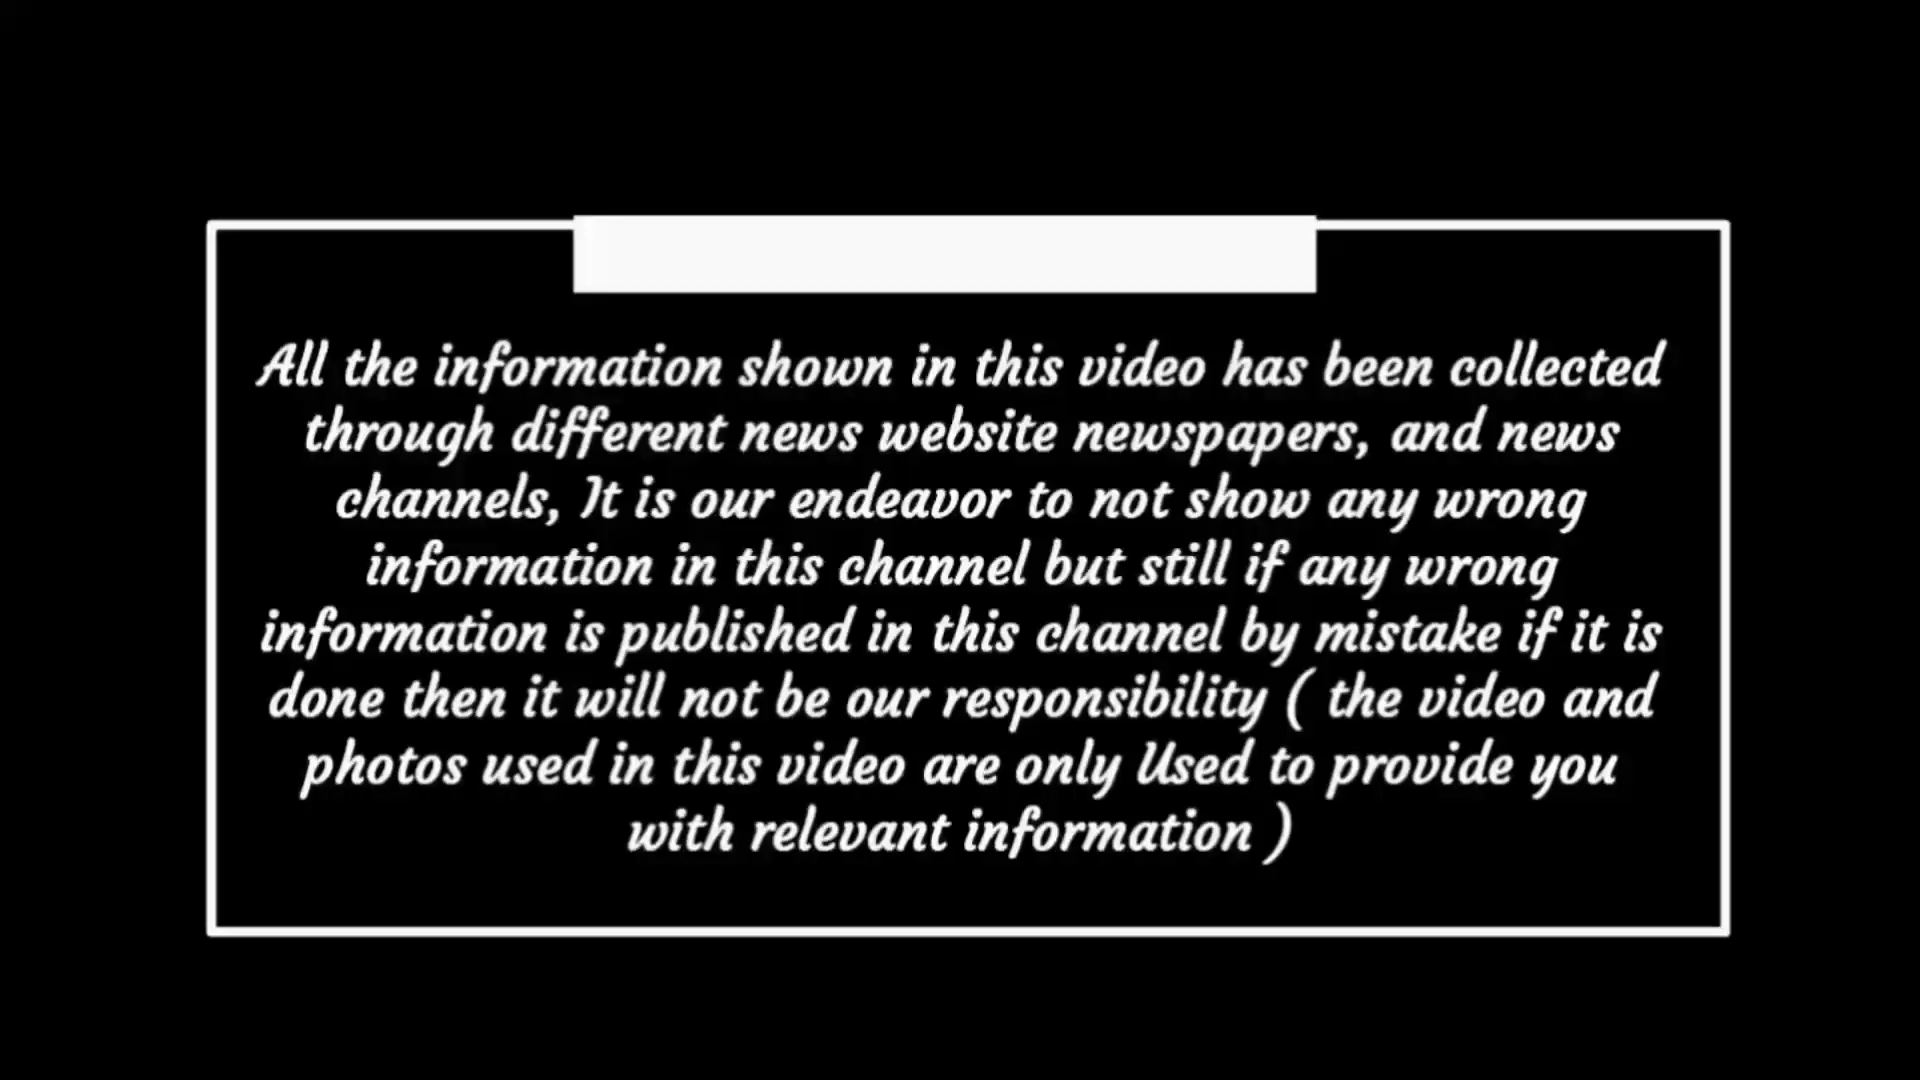 All the information shown in this video has been collected
through different news website newspapers, and news
channels, It is our endeavor to not show any wrong
information in this channel but still if any wrong
information is published in this channel by mistake if it is
done then it will not be our responsibility ( the video and
photos used in this video are only Used to provide you
with relevant information )